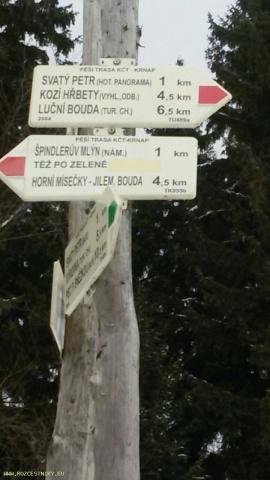 PĚŠÍ TRASA KČT - KRNAP
SVATÝ PETR (HOT. PANORAMA) 1 KM
KOZÍ HŘBETY (VYHL., ODB.) 4,5 KM
LUČNÍ BOUDA (TUR. CH.) 6,5 KM
2004 TU489a
PĚŠÍ TRASA KČT-KRNAP
ŠPINDLERŮV MLÝN (NÁM.) 1 KM
TÉŽ PO ZELENÉ
HORNÍ MÍSEČKY - JILEM. BOUDA 4,5 KM
WWW.ROZCESTNIKY.EU